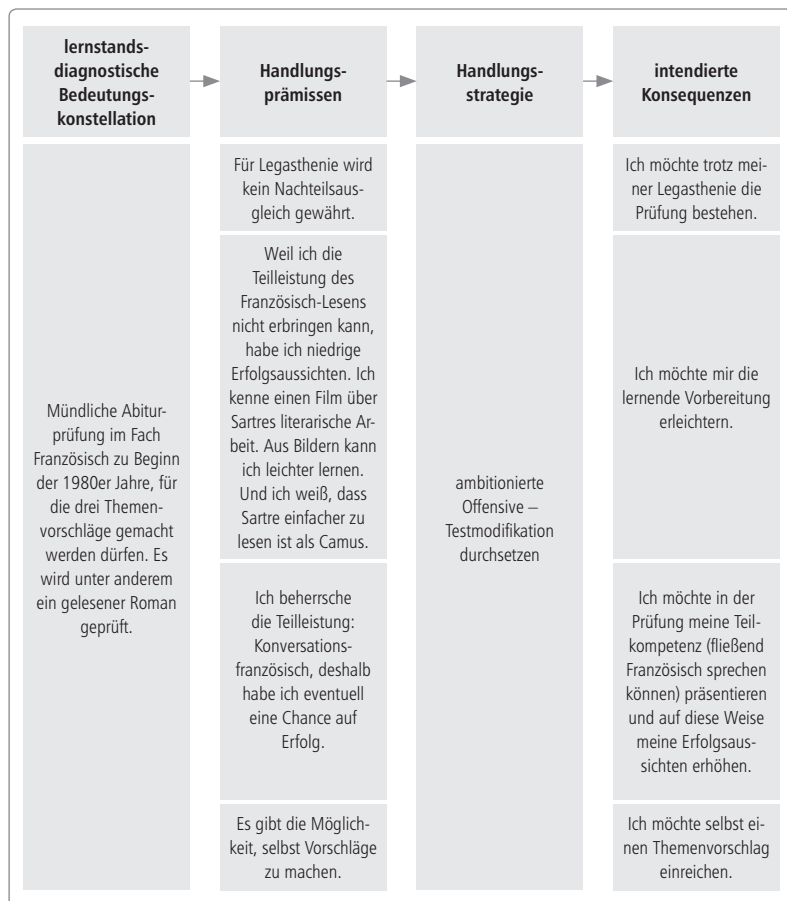 lernstands-
diagnostische
Bedeutungs-
konstellation
Handlungs-
prämissen
Handlungs-
strategie
intendierte
Konsequenzen
Mündliche Abitur-
prüfung im Fach
Französisch zu Beginn
der 1980er Jahre, für
die drei Themen-
vorschläge gemacht
werden dürfen. Es
wird unter anderem
ein gelesener Roman
geprüft.
Für Legasthenie wird
kein Nachteilsaus-
gleich gewährt.
Weil ich die
Teilleistung des
Französisch-Lesens
nicht erbringen kann,
habe ich niedrige
Erfolgsaussichten. Ich
kenne einen Film über
Sartres literarische Ar-
beit. Aus Bildern kann
ich leichter lernen.
Und ich weiß, dass
Sartre einfacher zu
lesen ist als Camus.
Ich beherrsche
die Teilleistung:
Konversations-
französisch, deshalb
habe ich eventuell
eine Chance auf
Erfolg.
Es gibt die Möglich-
keit, selbst Vorschläge
zu machen.
ambitionierte
Offensive –
Testmodifikation
durchsetzen
Ich möchte trotz mei-
ner Legasthenie die
Prüfung bestehen.
Ich möchte mir die
lernende Vorbereitung
erleichtern.
Ich möchte in der
Prüfung meine Teil-
kompetenz (fließend
Französisch sprechen
können) präsentieren
und auf diese Weise
meine Erfolgsaus-
sichten erhöhen.
Ich möchte selbst ei-
nen Themenvorschlag
einreichen.